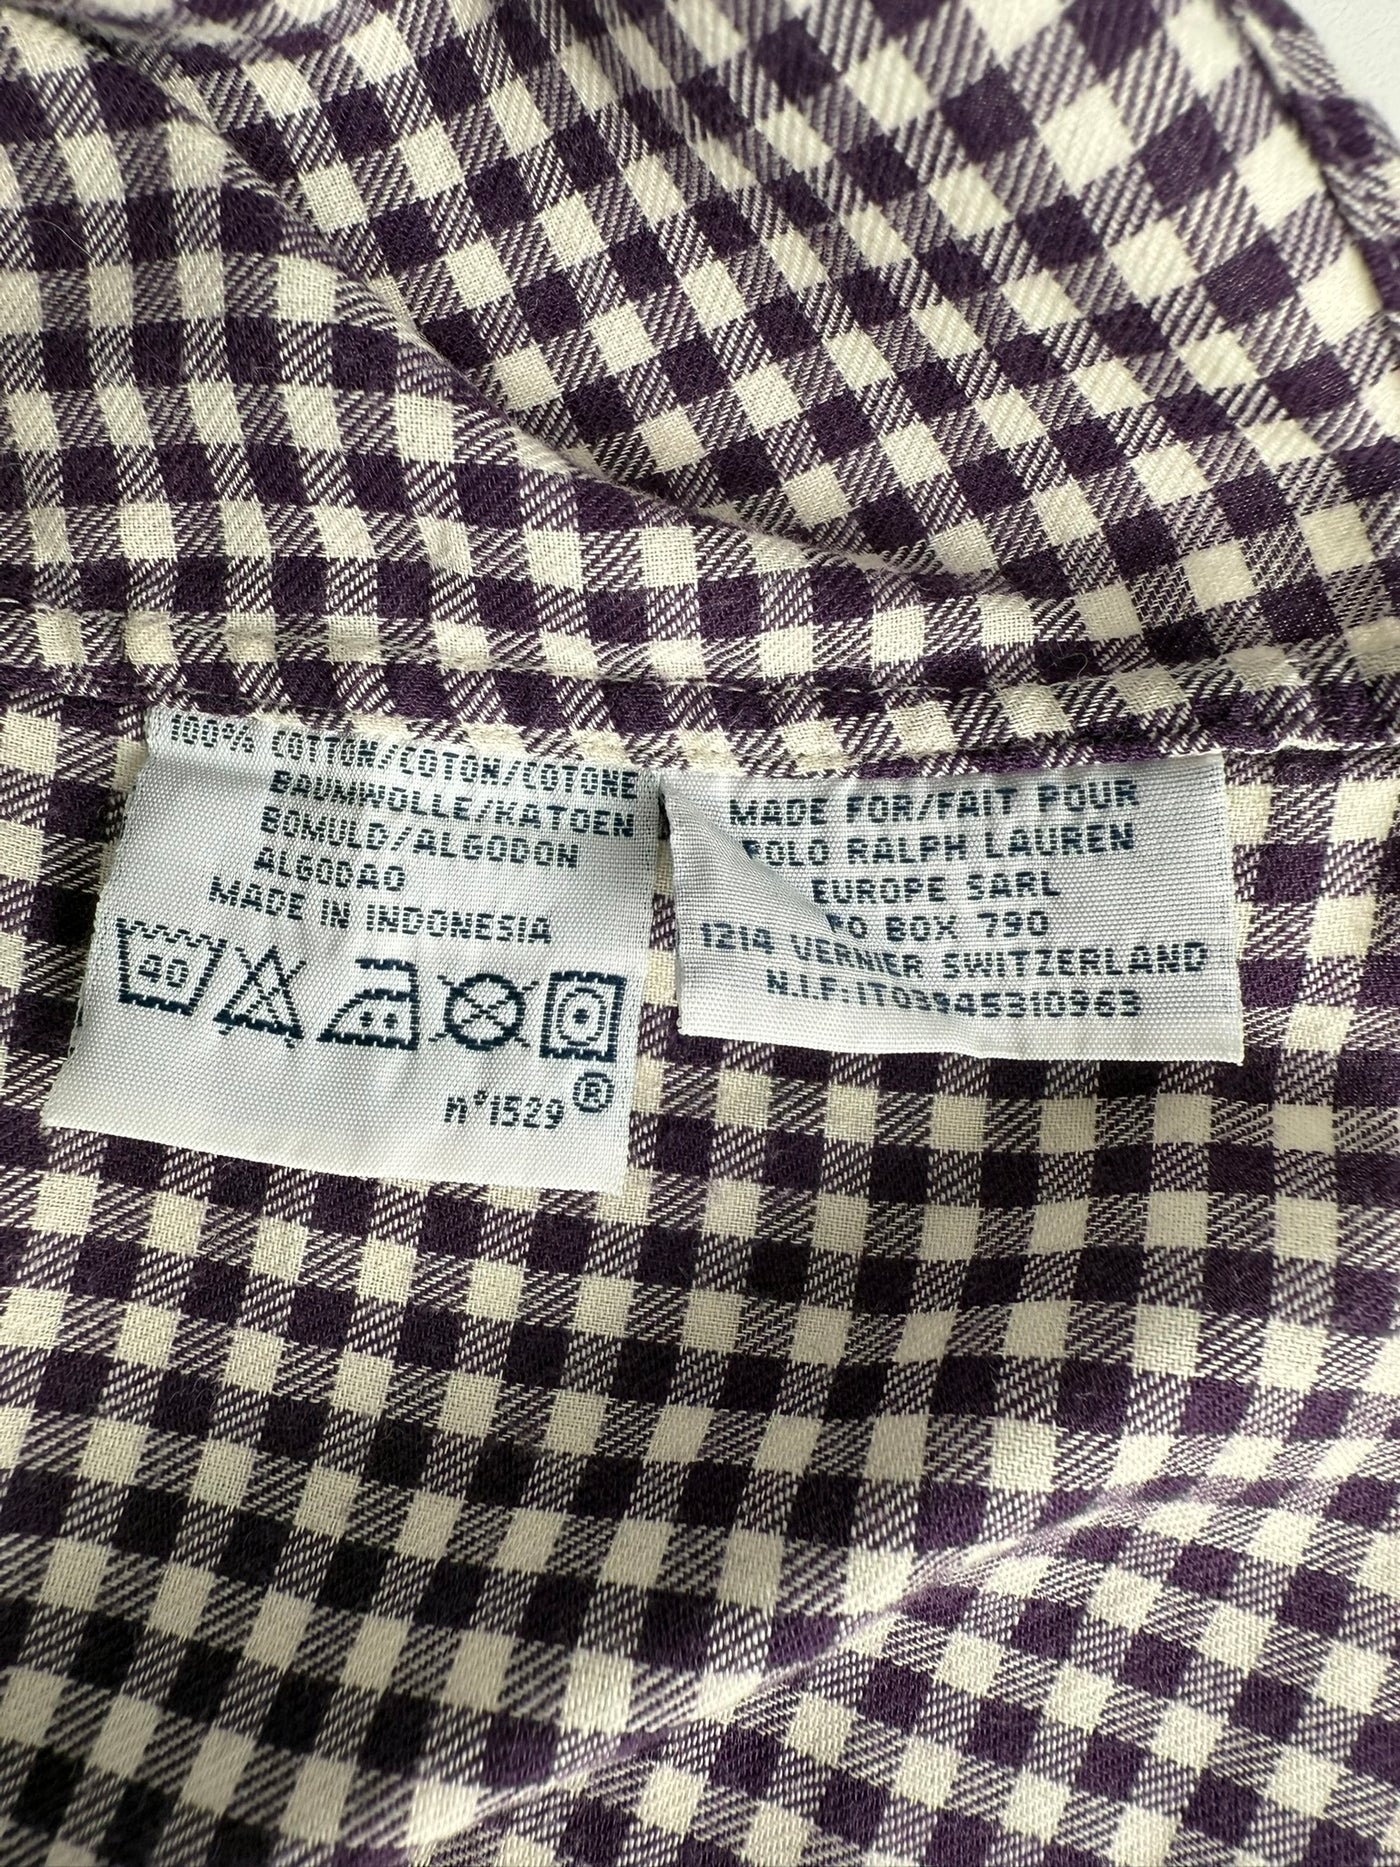 100% COTTON/COTON/COTONE
BAUMWOLLE/KATOEN
BOMULD/ALGODON
ALGODAO
MADE IN INDONESIA
40
n°1529 ®
MADE FOR/FAIT POUR
POLO RALPH LAUREN
EUROPE SARL
PO BOX 790
1214 VERNIER SWITZERLAND
N.I.F: IT03945310963